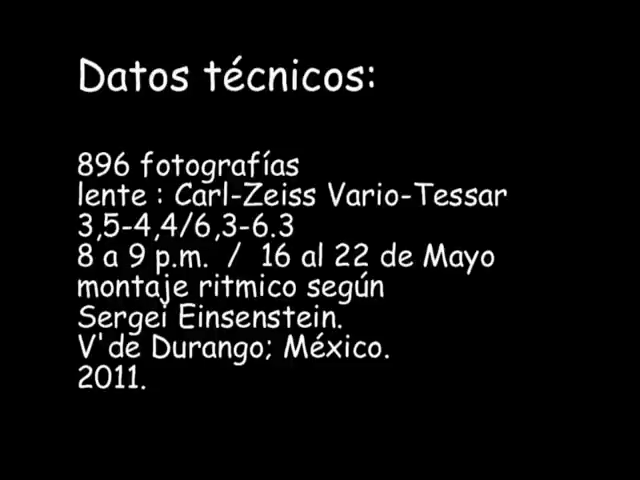 Datos técnicos:
896 fotografías
lente : Carl-Zeiss Vario-Tessar
3,5-4,4/6,3-6.3
8 a 9 p.m. / 16 al 22 de Mayo
montaje ritmico según
Sergei Einsenstein.
V'de Durango; México.
2011.